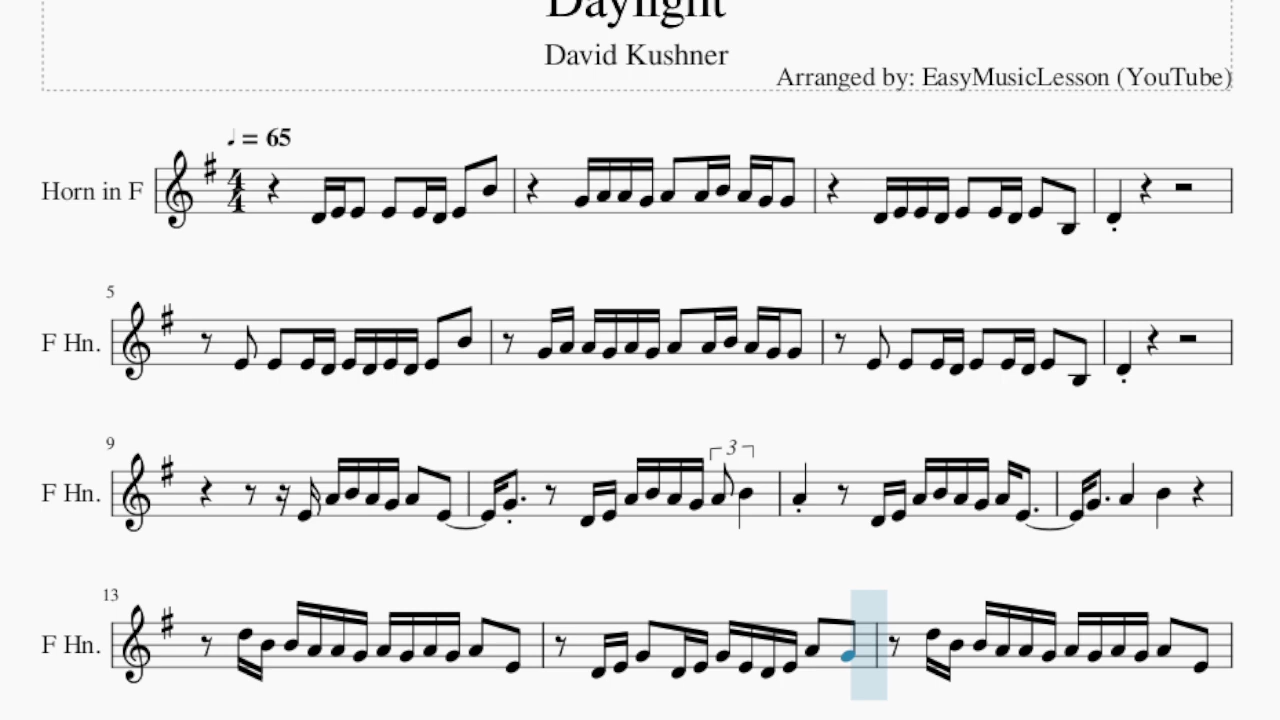 Daylight
David Kushner
Arranged by: EasyMusicLesson (YouTube)
♩ = 65
Horn in F
5
F Hn.
9
3
F Hn.
13
F Hn.